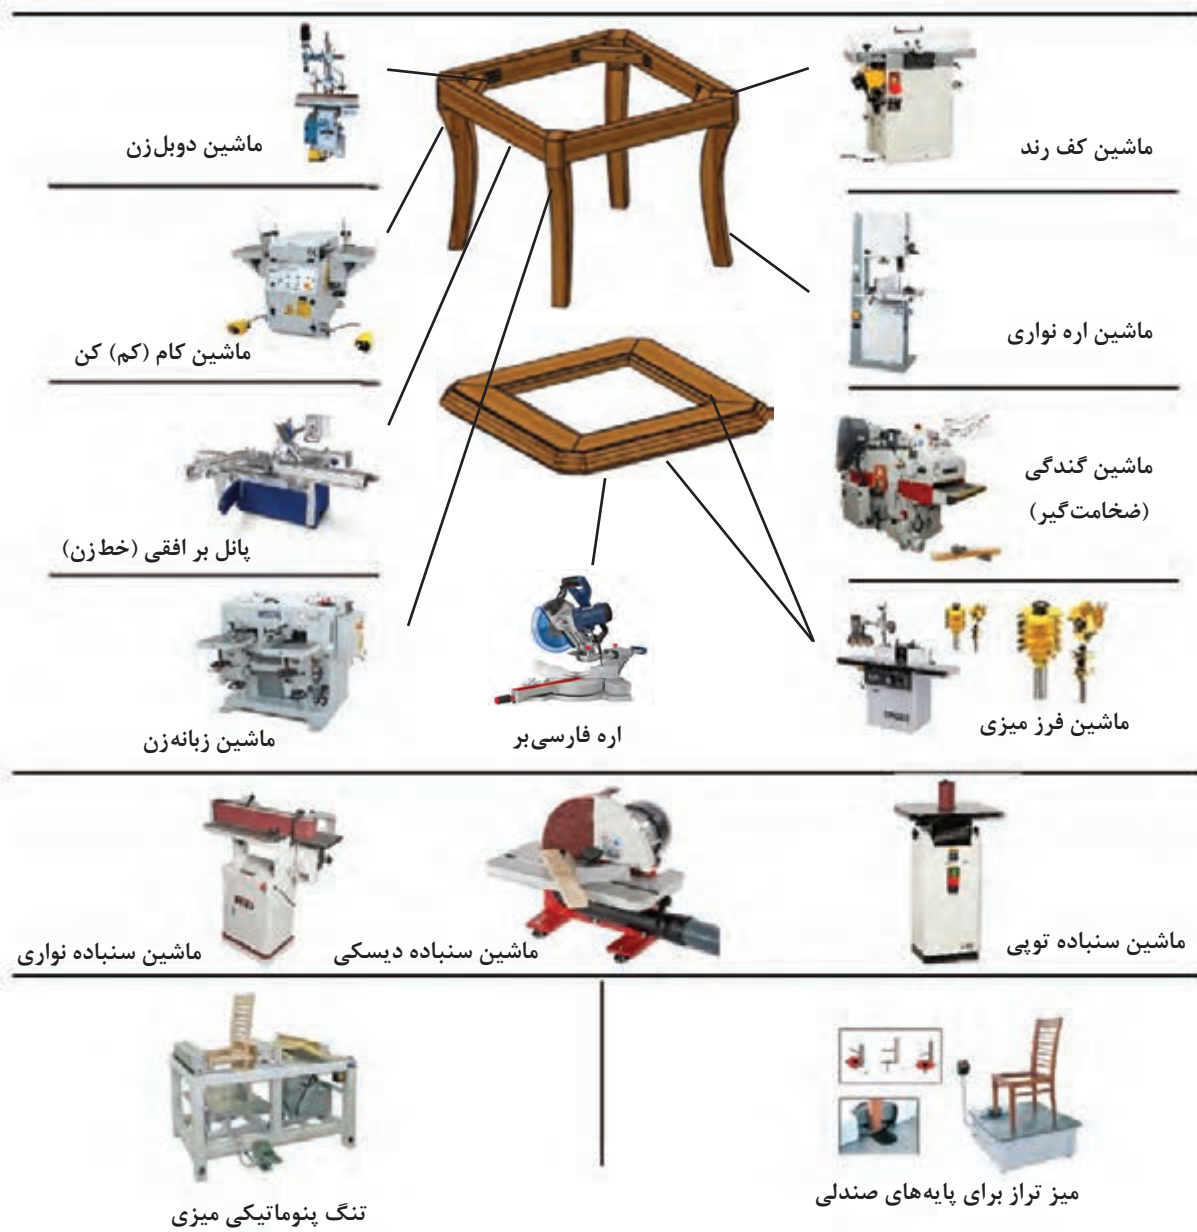 ماشین کف رند
ماشین دوبل‌زن
ماشین اره نواری
ماشین کام (کم) کن
ماشین گندگی
(ضخامت‌گیر)
پانل بر افقی (خط‌زن)
ماشین فرز میزی
اره فارسی‌بر
ماشین زبانه‌زن
ماشین سنباده توپی
ماشین سنباده دیسکی
ماشین سنباده نواری
میز تراز برای پایه‌های صندلی
تنگ پنوماتیکی میزی